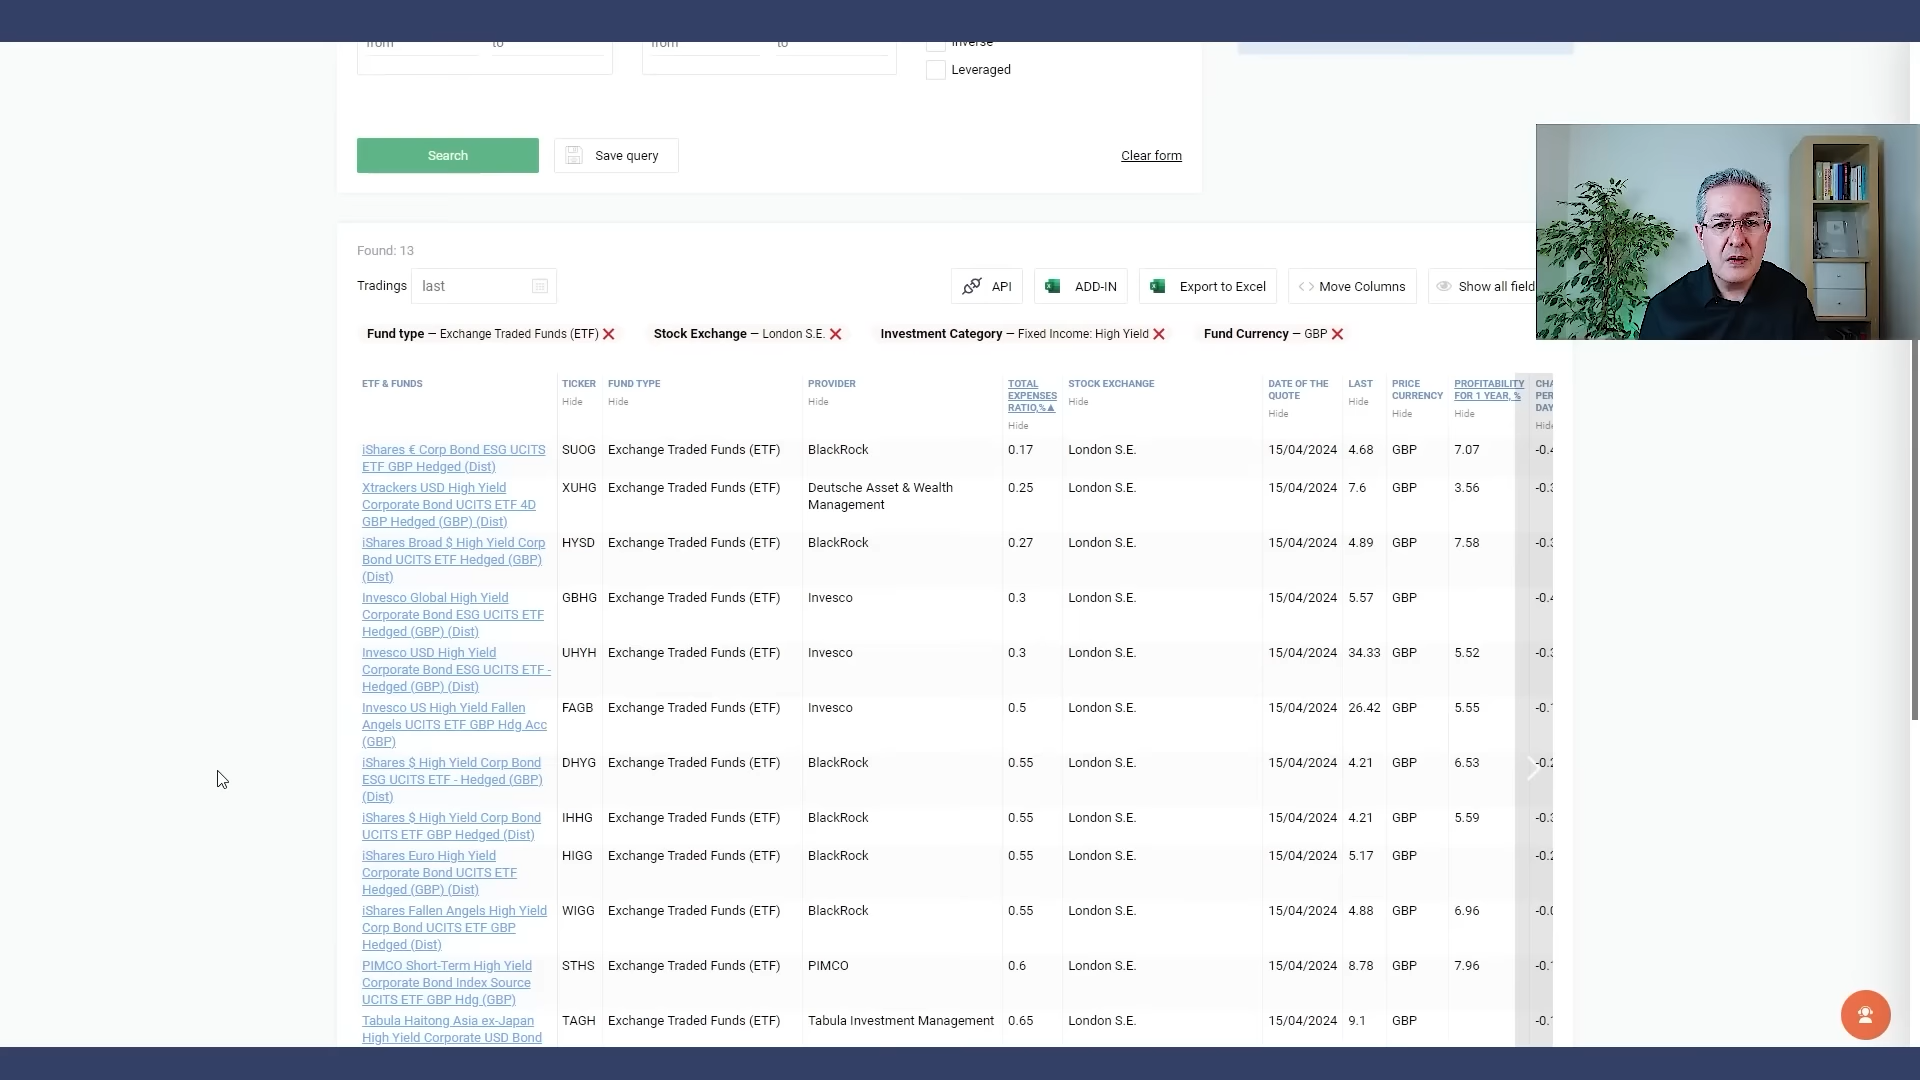 from to from to Inverse
Leveraged
Search Save query Clear form
Found: 13
Tradings last API ADD-IN Export to Excel Move Columns Show all field
Fund type — Exchange Traded Funds (ETF) Stock Exchange — London S.E. Investment Category — Fixed Income: High Yield Fund Currency — GBP
ETF & FUNDS TICKER FUND TYPE PROVIDER TOTAL STOCK EXCHANGE DATE OF THE LAST PRICE PROFITABILITY CHA
EXPENSES QUOTE CURRENCY FOR 1 YEAR, % PER
RATIO,%▲ DAY
Hide Hide Hide Hide Hide Hide Hide Hide Hide
Hide Hide
iShares € Corp Bond ESG UCITS SUOG Exchange Traded Funds (ETF) BlackRock 0.17 London S.E. 15/04/2024 4.68 GBP 7.07
ETF GBP Hedged (Dist)
Xtrackers USD High Yield XUHG Exchange Traded Funds (ETF) Deutsche Asset & Wealth 0.25 London S.E. 15/04/2024 7.6 GBP 3.56
Corporate Bond UCITS ETF 4D Management
GBP Hedged (GBP) (Dist)
iShares Broad $ High Yield Corp HYSD Exchange Traded Funds (ETF) BlackRock 0.27 London S.E. 15/04/2024 4.89 GBP 7.58
Bond UCITS ETF Hedged (GBP)
(Dist)
Invesco Global High Yield GBHG Exchange Traded Funds (ETF) Invesco 0.3 London S.E. 15/04/2024 5.57 GBP
Corporate Bond ESG UCITS ETF
Hedged (GBP) (Dist)
Invesco USD High Yield UHYH Exchange Traded Funds (ETF) Invesco 0.3 London S.E. 15/04/2024 34.33 GBP 5.52
Corporate Bond ESG UCITS ETF -
Hedged (GBP) (Dist)
Invesco US High Yield Fallen FAGB Exchange Traded Funds (ETF) Invesco 0.5 London S.E. 15/04/2024 26.42 GBP 5.55
Angels UCITS ETF GBP Hdg Acc
(GBP)
iShares $ High Yield Corp Bond DHYG Exchange Traded Funds (ETF) BlackRock 0.55 London S.E. 15/04/2024 4.21 GBP 6.53
ESG UCITS ETF - Hedged (GBP)
(Dist)
iShares $ High Yield Corp Bond IHHG Exchange Traded Funds (ETF) BlackRock 0.55 London S.E. 15/04/2024 4.21 GBP 5.59
UCITS ETF GBP Hedged (Dist)
iShares Euro High Yield HIGG Exchange Traded Funds (ETF) BlackRock 0.55 London S.E. 15/04/2024 5.17 GBP
Corporate Bond UCITS ETF
Hedged (GBP) (Dist)
iShares Fallen Angels High Yield WIGG Exchange Traded Funds (ETF) BlackRock 0.55 London S.E. 15/04/2024 4.88 GBP 6.96
Corp Bond UCITS ETF GBP
Hedged (Dist)
PIMCO Short-Term High Yield STHS Exchange Traded Funds (ETF) PIMCO 0.6 London S.E. 15/04/2024 8.78 GBP 7.96
Corporate Bond Index Source
UCITS ETF GBP Hdg (GBP)
Tabula Haitong Asia ex-Japan TAGH Exchange Traded Funds (ETF) Tabula Investment Management 0.65 London S.E. 15/04/2024 9.1 GBP
High Yield Corporate USD Bond